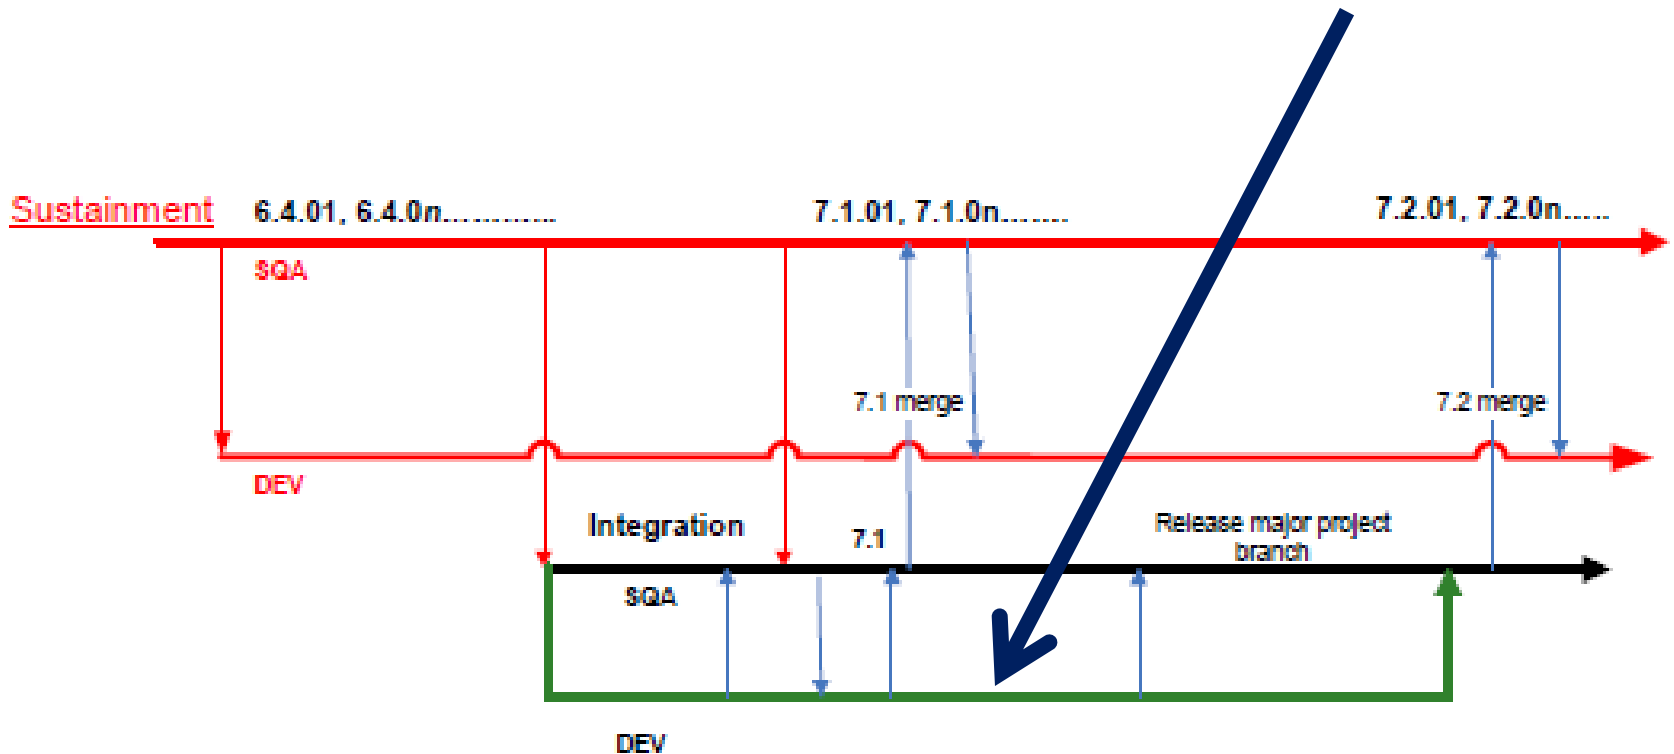 Sustainment
6.4.01, 6.4.0n............
7.1.01, 7.1.0n.......
7.2.01, 7.2.0n.....
SQA
7.1 merge
7.2 merge
DEV
Integration
7.1
Release major project
branch
SQA
DEV